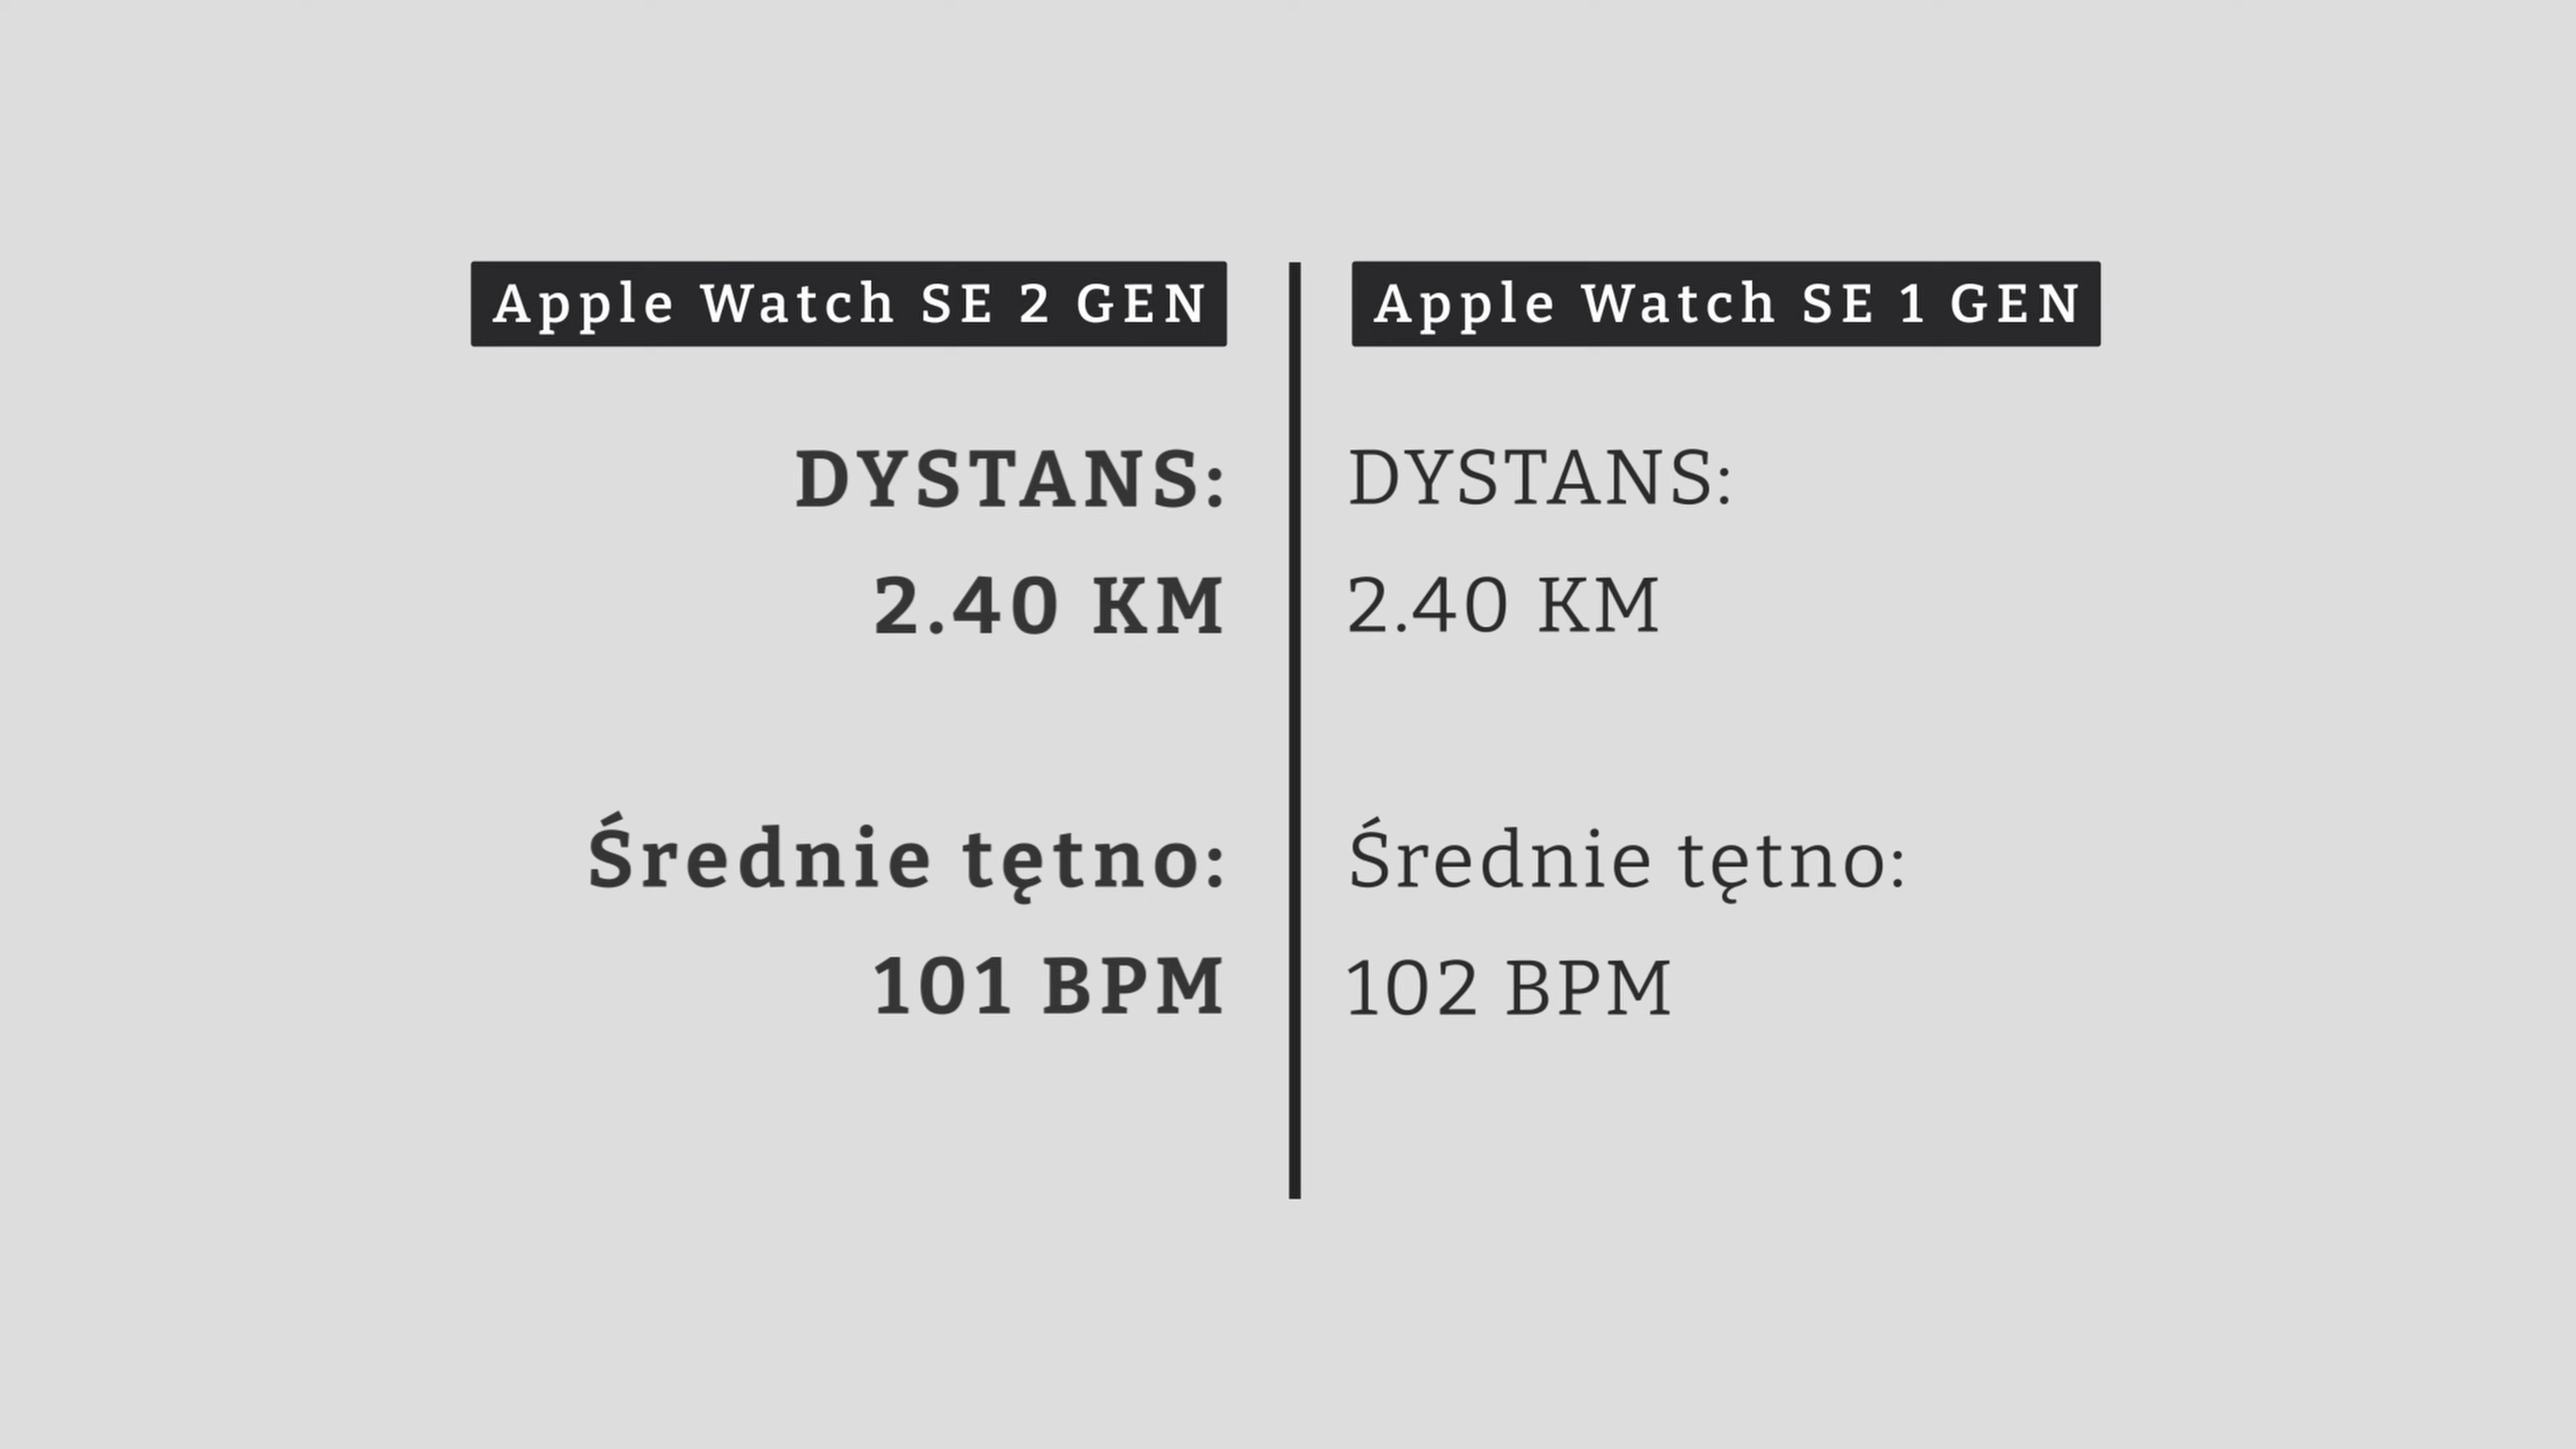 Apple Watch SE 2 GEN
DYSTANS:
2.40 KM
Średnie tętno:
101 BPM
Apple Watch SE 1 GEN
DYSTANS:
2.40 KM
Średnie tętno:
102 BPM